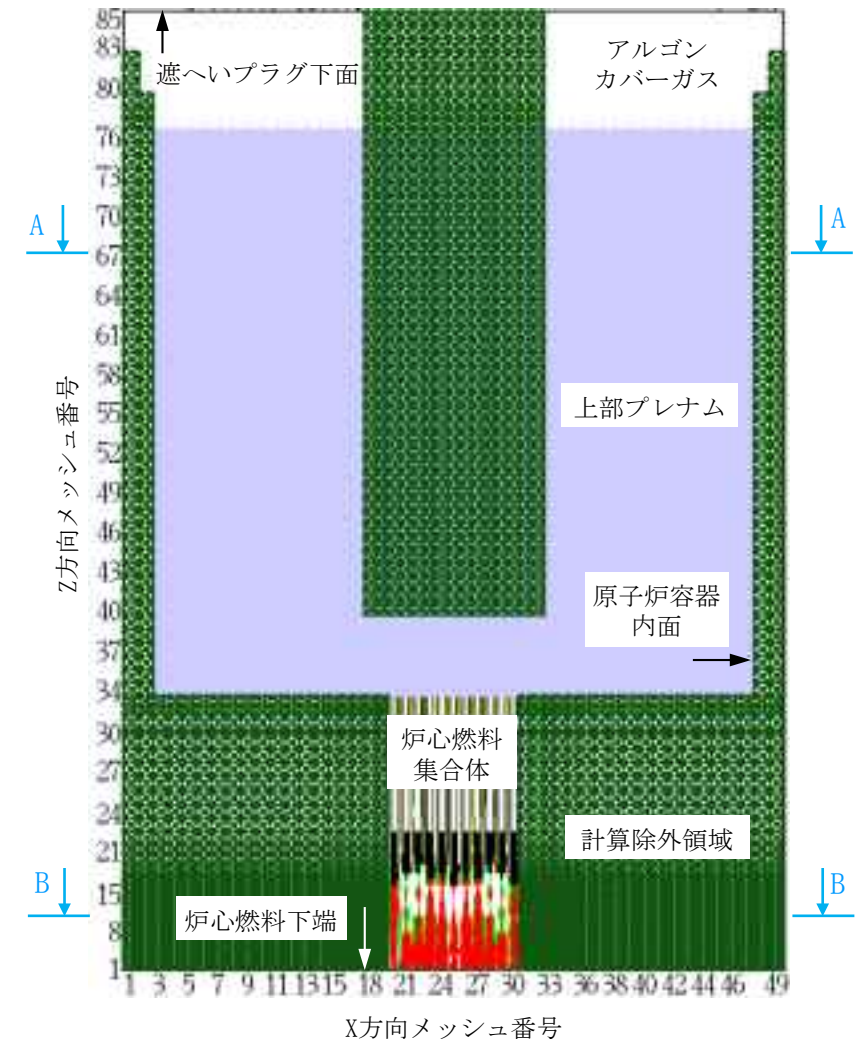 85
83
80
76
73
70
67
64
61
58
55
52
49
46
43
40
37
34
30
27
24
21
15
8
1
遮へいプラグ下面
アルゴン
カバーガス
A
A
上部プレナム
Z方向メッシュ番号
原子炉容器
内面
炉心燃料
集合体
計算除外領域
B
B
炉心燃料下端
1 3 5 7 9 11 13 15 18 21 24 27 30 33 36 38 40 42 44 46 49
X方向メッシュ番号